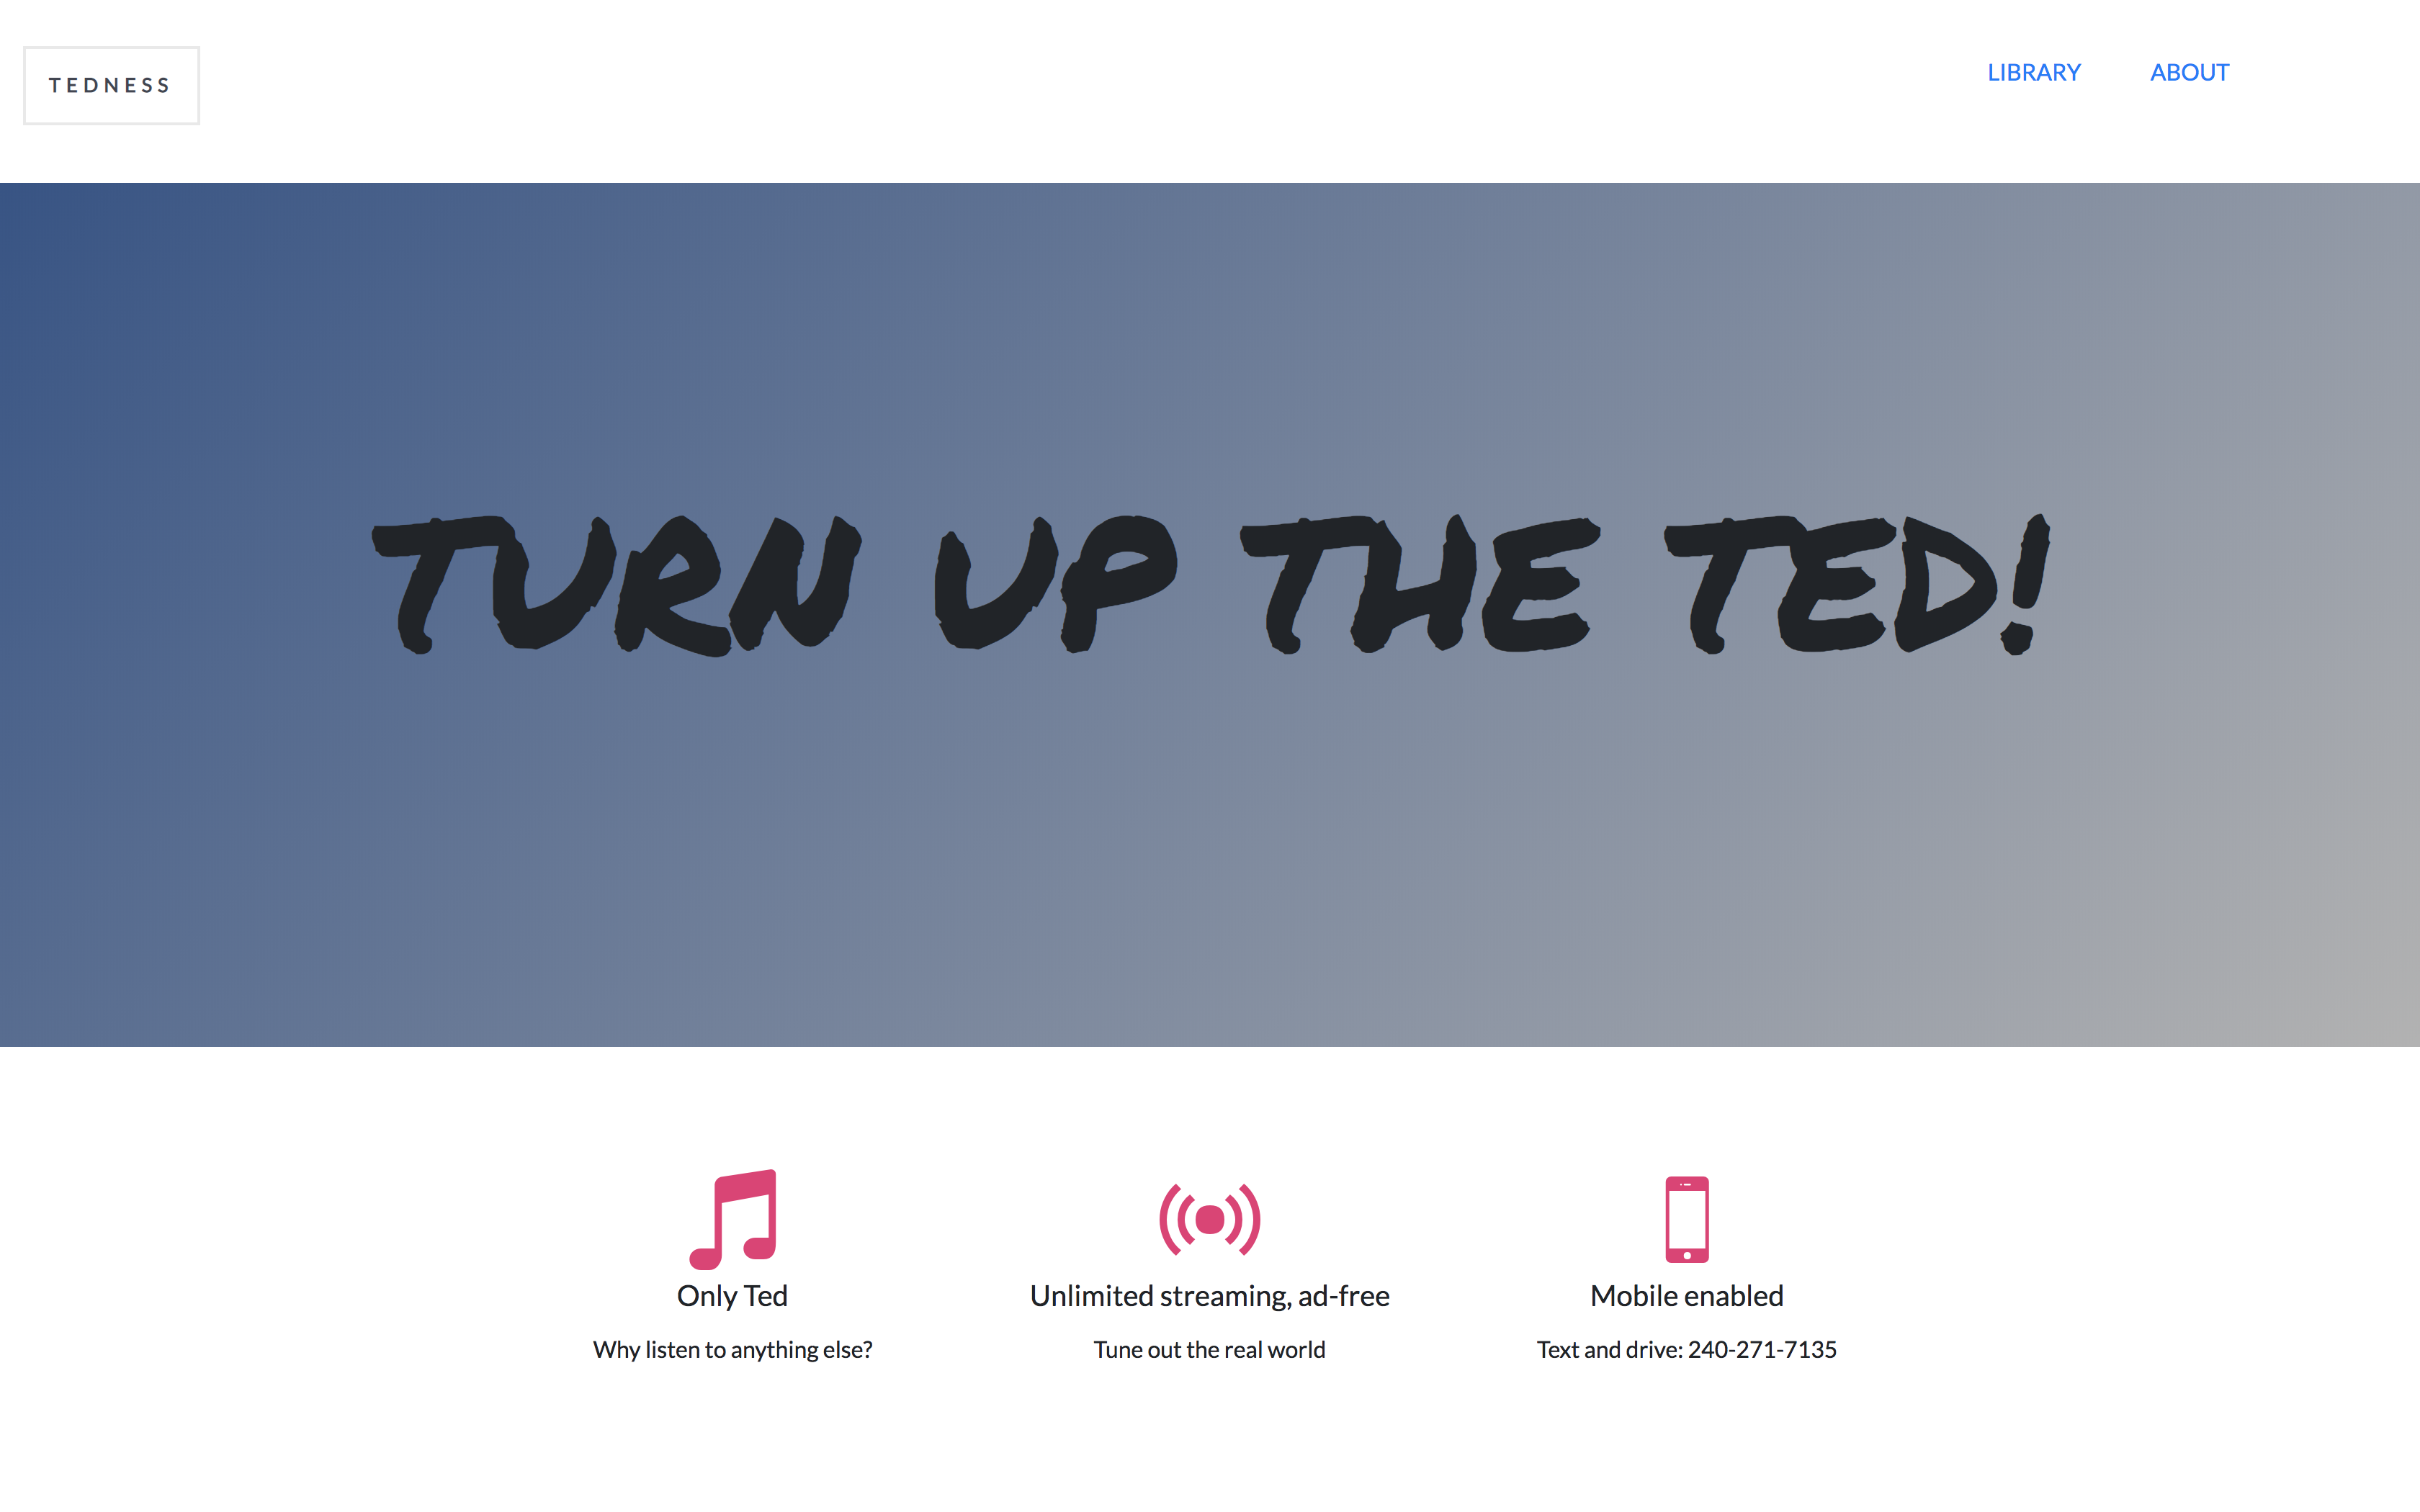 TEDNESS
LIBRARY
ABOUT
TURN UP THE TED!
Only Ted
Why listen to anything else?
Unlimited streaming, ad-free
Tune out the real world
Mobile enabled
Text and drive: 240-271-7135